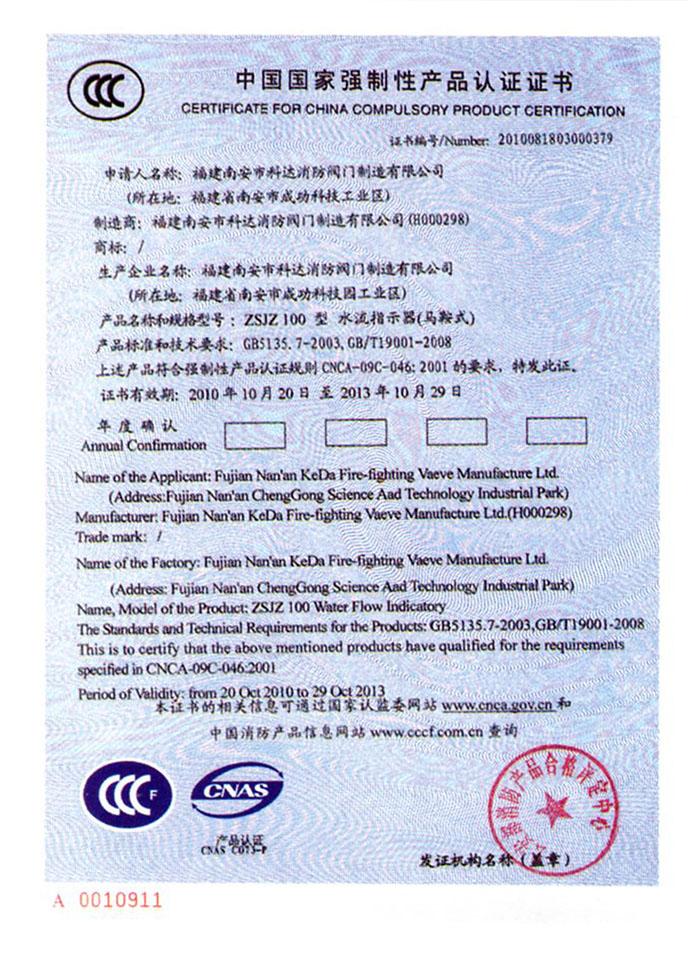 CCC
中国国家强制性产品认证证书
CERTIFICATE FOR CHINA COMPULSORY PRODUCT CERTIFICATION
证书编号/Number: 2010081803000379
申请人名称：福建南安市科达消防阀门制造有限公司
(所在地：福建省南安市成功科技工业区)
制造商：福建南安市科达消防阀门制造有限公司(H000298)
商标：/
生产企业名称：福建南安市科达消防阀门制造有限公司
(所在地：福建省南安市成功科技园工业区)
产品名称和规格型号：ZSJZ 100 型 水流指示器(马鞍式)
产品标准和技术要求：GB5135.7-2003,GB/T19001-2008
上述产品符合强制性产品认证规则 CNCA-09C-046: 2001 的要求，特发此证。
证书有效期：2010 年 10 月 20 日 至 2013 年 10 月 29 日
年度确认
Annual Confirmation
Name of the Applicant: Fujian Nan'an KeDa Fire-fighting Vaeve Manufacture Ltd.
(Address:Fujian Nan'an ChengGong Science Aad Technology Industrial Park)
Manufacturer: Fujian Nan'an KeDa Fire-fighting Vaeve Manufacture Ltd.(H000298)
Trade mark: /
Name of the Factory: Fujian Nan'an KeDa Fire-fighting Vaeve Manufacture Ltd.
(Address: Fujian Nan'an ChengGong Science Aad Technology Industrial Park)
Name, Model of the Product: ZSJZ 100 Water Flow Indicatory
The Standards and Technical Requirements for the Products: GB5135.7-2003,GB/T19001-2008
This is to certify that the above mentioned products have qualified for the requirements
specified in CNCA-09C-046:2001
Period of Validity: from 20 Oct 2010 to 29 Oct 2013
本证书的相关信息可通过国家认监委网站 www.cnca.gov.cn 和
中国消防产品信息网站 www.cccf.com.cn 查询
CCC F
CNAS
产品认证
CNAS C073-P
消防产品合格评定中心
发证机构名称（盖章）
A 0010911